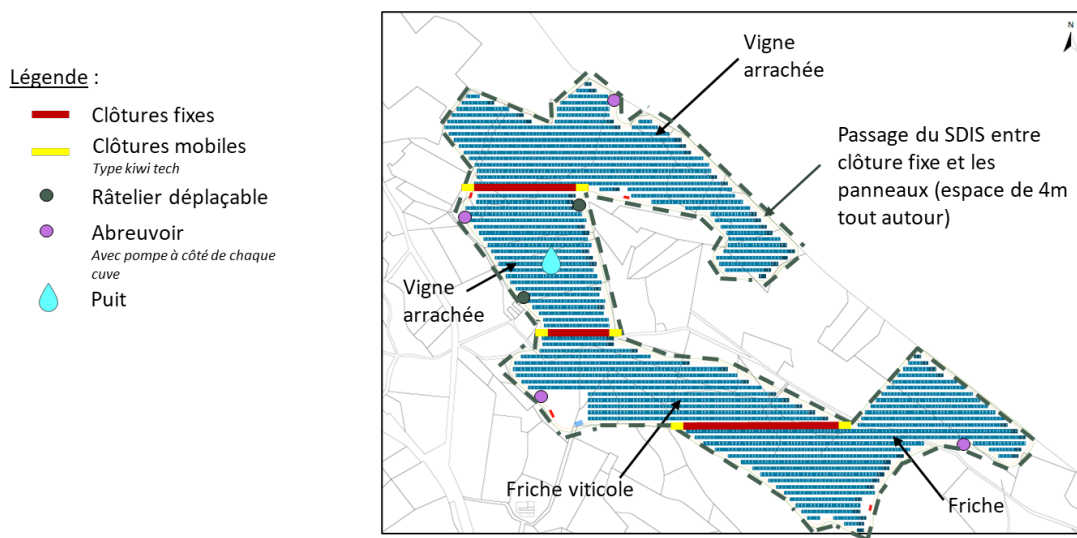 Légende :
Clôtures fixes
Clôtures mobiles
Type kiwi tech
Râtelier déplaçable
Abreuvoir
Avec pompe à côté de chaque
cuve
Puit
Vigne
arrachée
N
Passage du SDIS entre
clôture fixe et les
panneaux (espace de 4m
tout autour)
Vigne
arrachée
Friche viticole
Friche